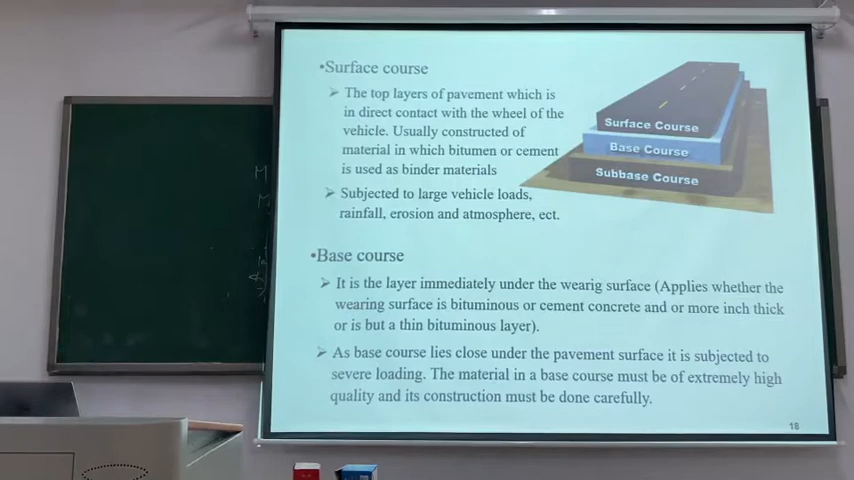 •Surface course
➢ The top layers of pavement which is
in direct contact with the wheel of the
vehicle. Usually constructed of
material in which bitumen or cement
is used as binder materials
➢ Subjected to large vehicle loads,
rainfall, erosion and atmosphere, ect.
Surface Course
Base Course
Subbase Course
•Base course
➢ It is the layer immediately under the wearig surface (Applies whether the
wearing surface is bituminous or cement concrete and or more inch thick
or is but a thin bituminous layer).
➢ As base course lies close under the pavement surface it is subjected to
severe loading. The material in a base course must be of extremely high
quality and its construction must be done carefully.
18